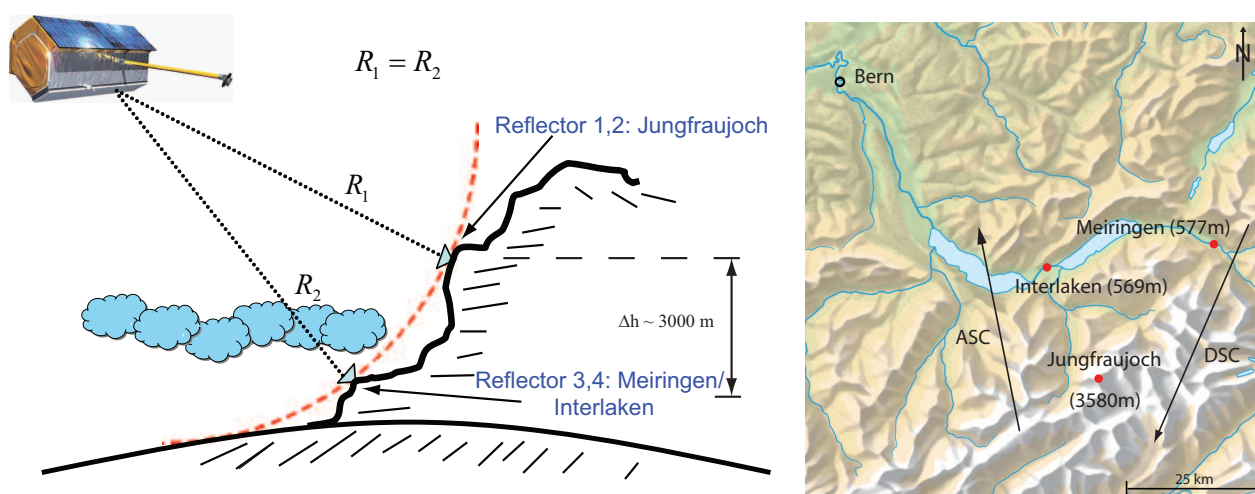 R₁ = R₂
Reflector 1,2: Jungfraujoch
R₁
R₂
Δh ~ 3000 m
Reflector 3,4: Meiringen/
Interlaken
N
Bern
Meiringen (577m)
Interlaken (569m)
ASC
DSC
Jungfraujoch
(3580m)
25 km